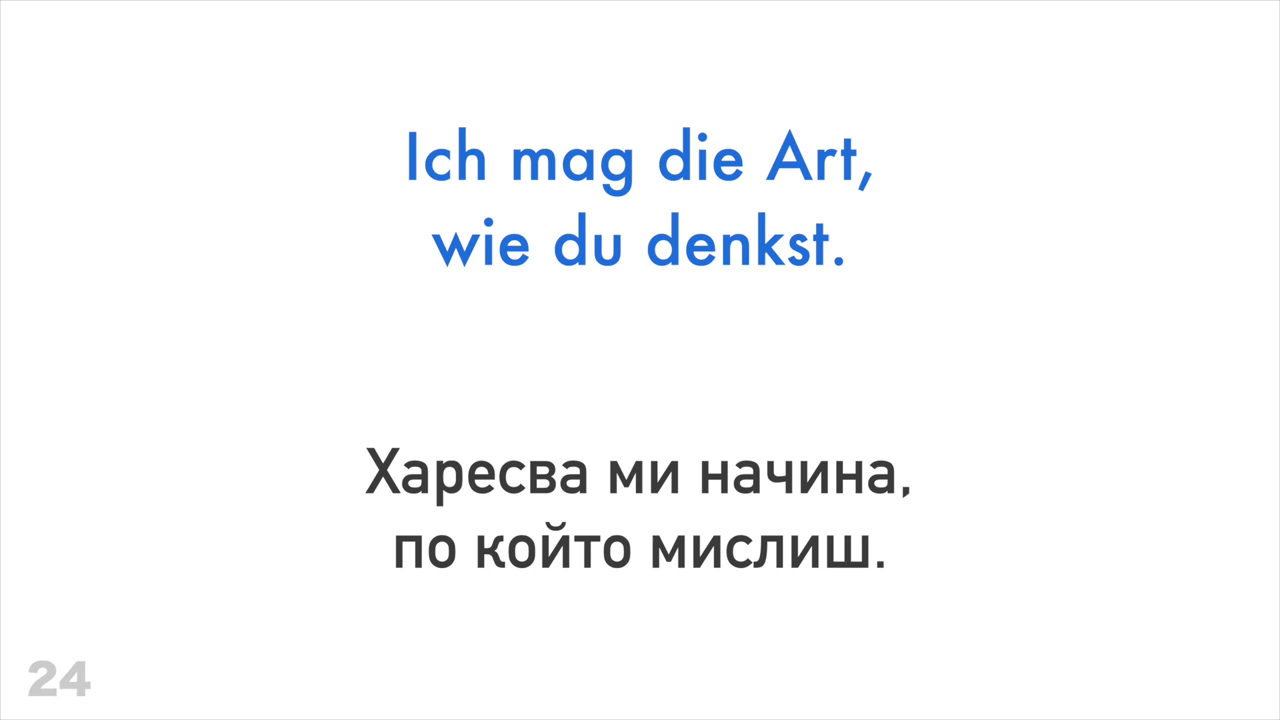 Ich mag die Art,
wie du denkst.
Харесва ми начина,
по който мислиш.
24